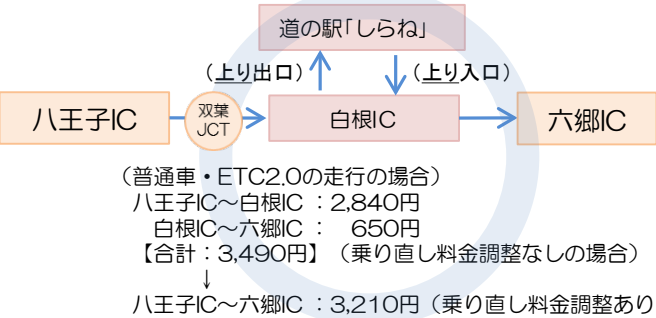 道の駅「しらね」
（上り出口）
（上り入口）
八王子IC
双葉
JCT
白根IC
六郷IC
（普通車・ETC2.0の走行の場合）
八王子IC～白根IC ：2,840円
白根IC～六郷IC ： 650円
【合計：3,490円】（乗り直し料金調整なしの場合）
↓
八王子IC～六郷IC ：3,210円（乗り直し料金調整あり